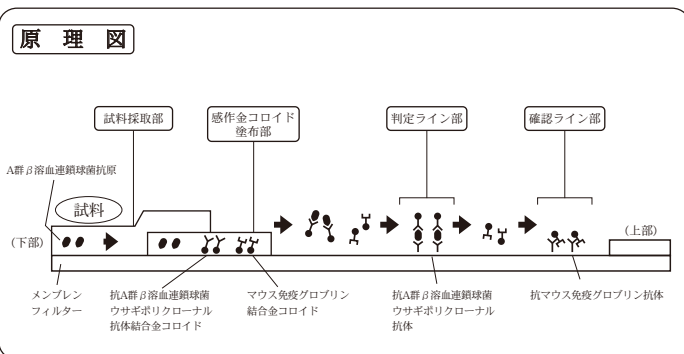 原理図
試料採取部
感作金コロイド
塗布部
判定ライン部
確認ライン部
A群β溶血連鎖球菌抗原
試料
(下部)
(上部)
メンブレン
フィルター
抗A群β溶血連鎖球菌
ウサギポリクローナル
抗体結合金コロイド
マウス免疫グロブリン
結合金コロイド
抗A群β溶血連鎖球菌
ウサギポリクローナル
抗体
抗マウス免疫グロブリン抗体